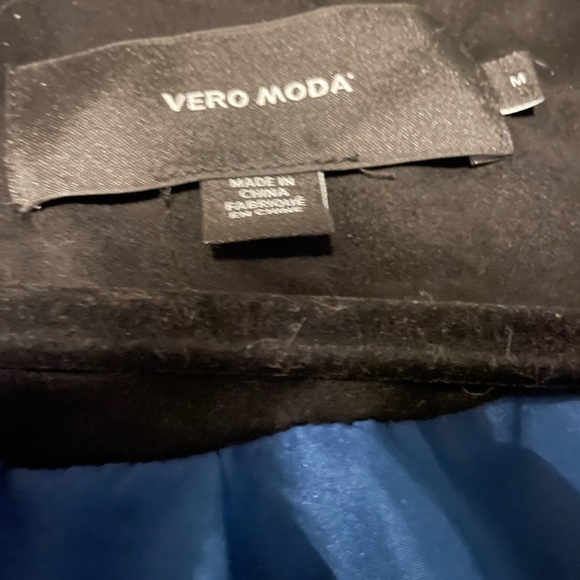 VERO MODA
M
MADE IN
CHINA
FABRIQUÉ
EN CHINE